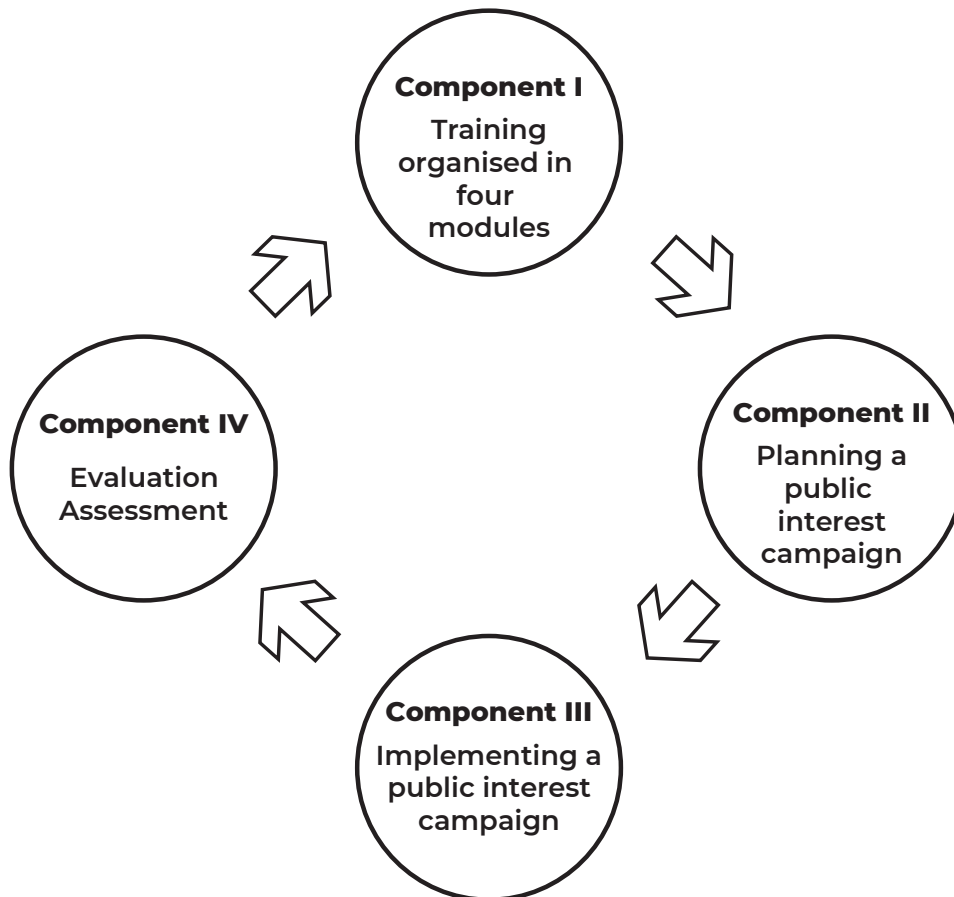 Component I
Training
organised in
four
modules
Component II
Planning a
public
interest
campaign
Component III
Implementing a
public interest
campaign
Component IV
Evaluation
Assessment